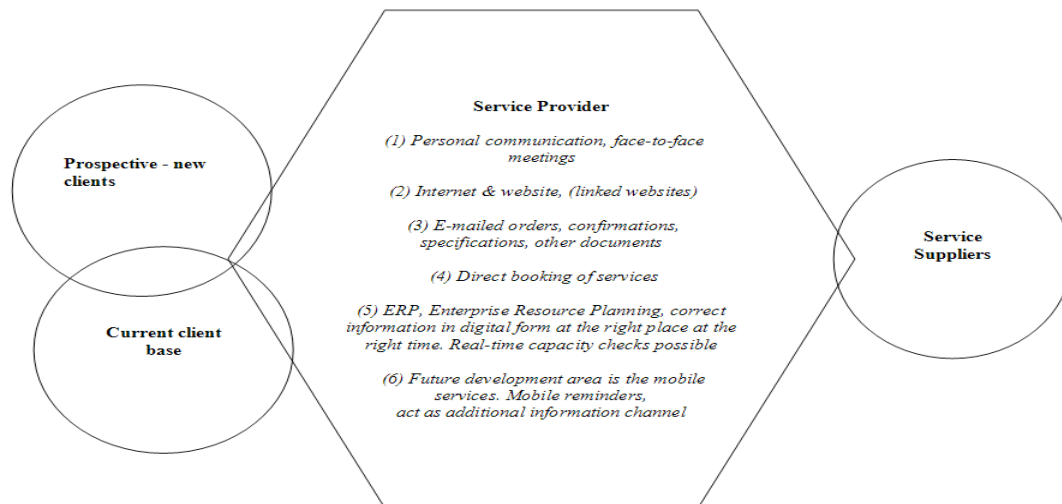 Prospective - new
clients
Current client
base
Service Provider
(1) Personal communication, face-to-face
meetings
(2) Internet & website, (linked websites)
(3) E-mailed orders, confirmations,
specifications, other documents
(4) Direct booking of services
(5) ERP, Enterprise Resource Planning, correct
information in digital form at the right place at the
right time. Real-time capacity checks possible
(6) Future development area is the mobile
services. Mobile reminders,
act as additional information channel
Service
Suppliers